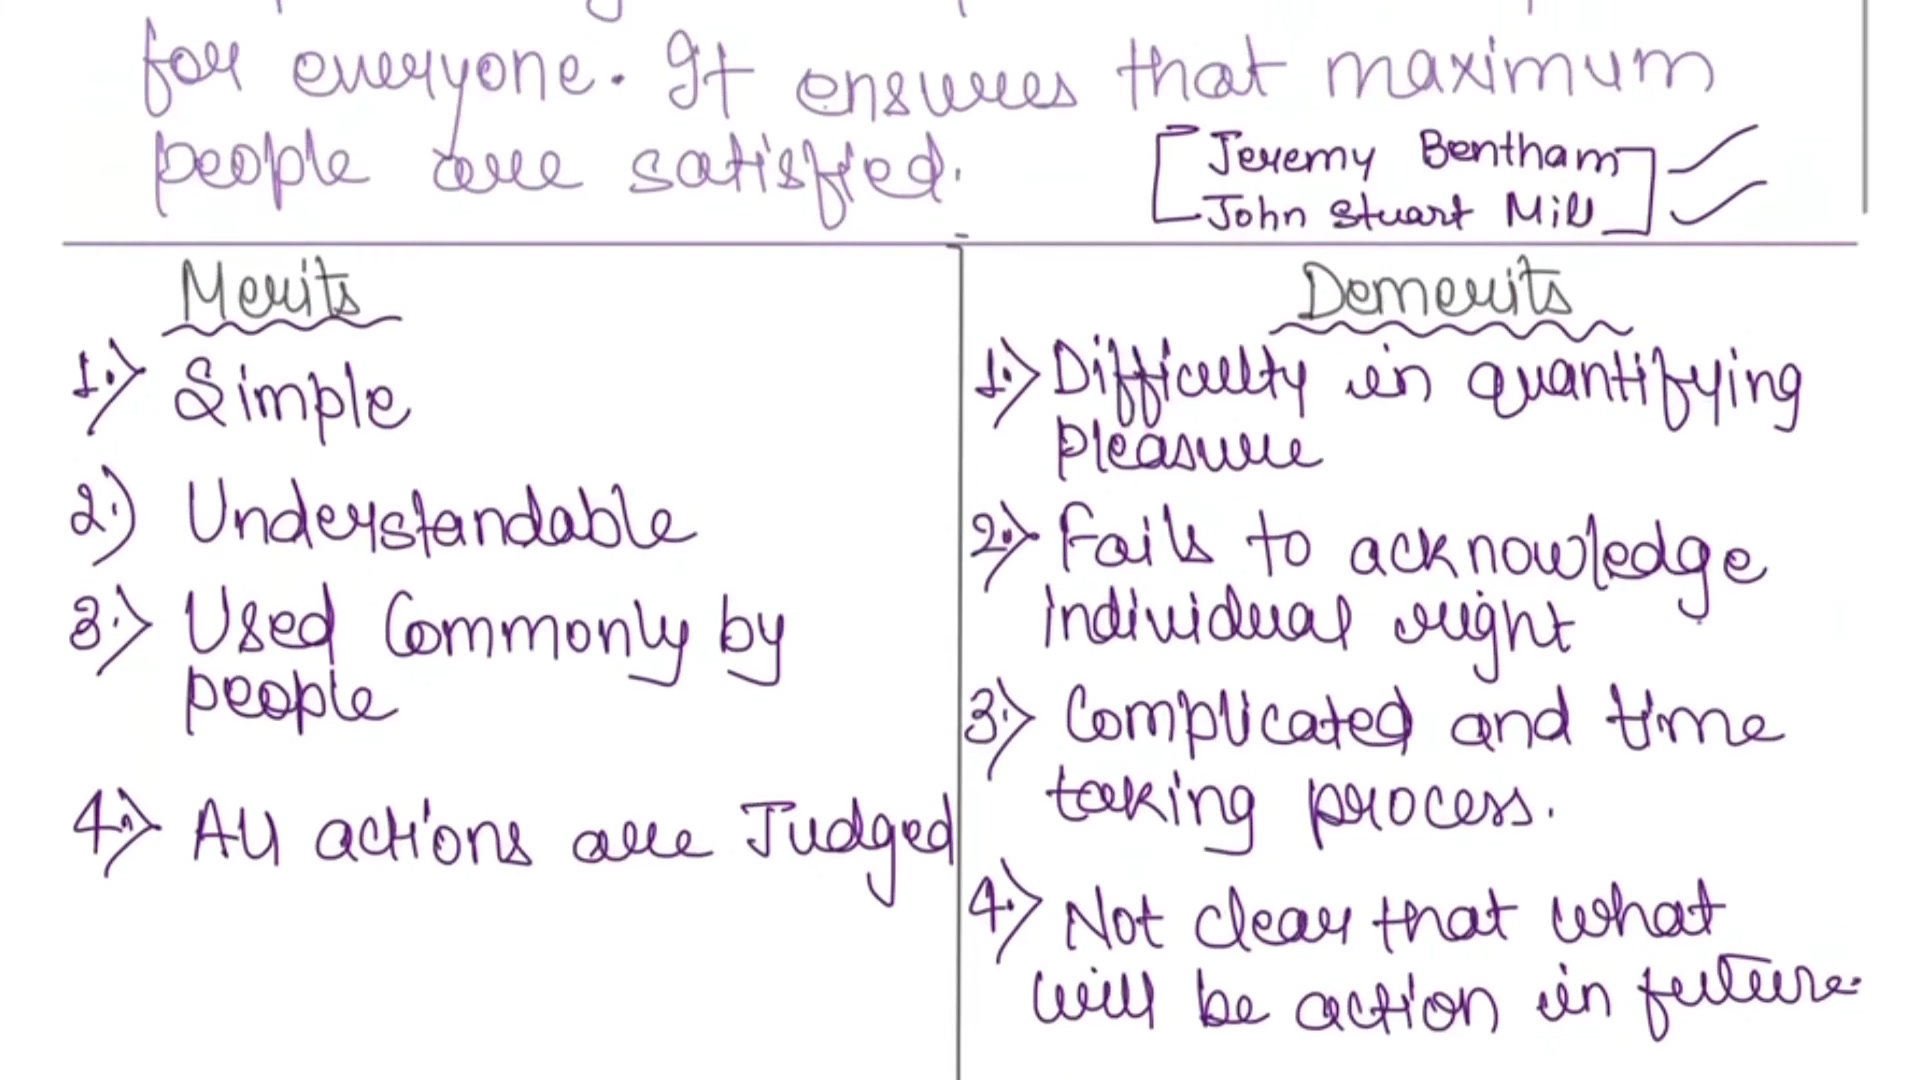 for everyone. It ensures that maximum
people are satisfied.
Jeremy Bentham
John Stuart Mill
Merits
1.) Simple
2.) Understandable
3.) Used Commonly by
people
4.) All actions are Judged
Demerits
1.) Difficulty in quantifying
pleasure
2.) Fails to acknowledge
individual right
3.) Complicated and time
taking process.
4.) Not clear that what
will be action in future.